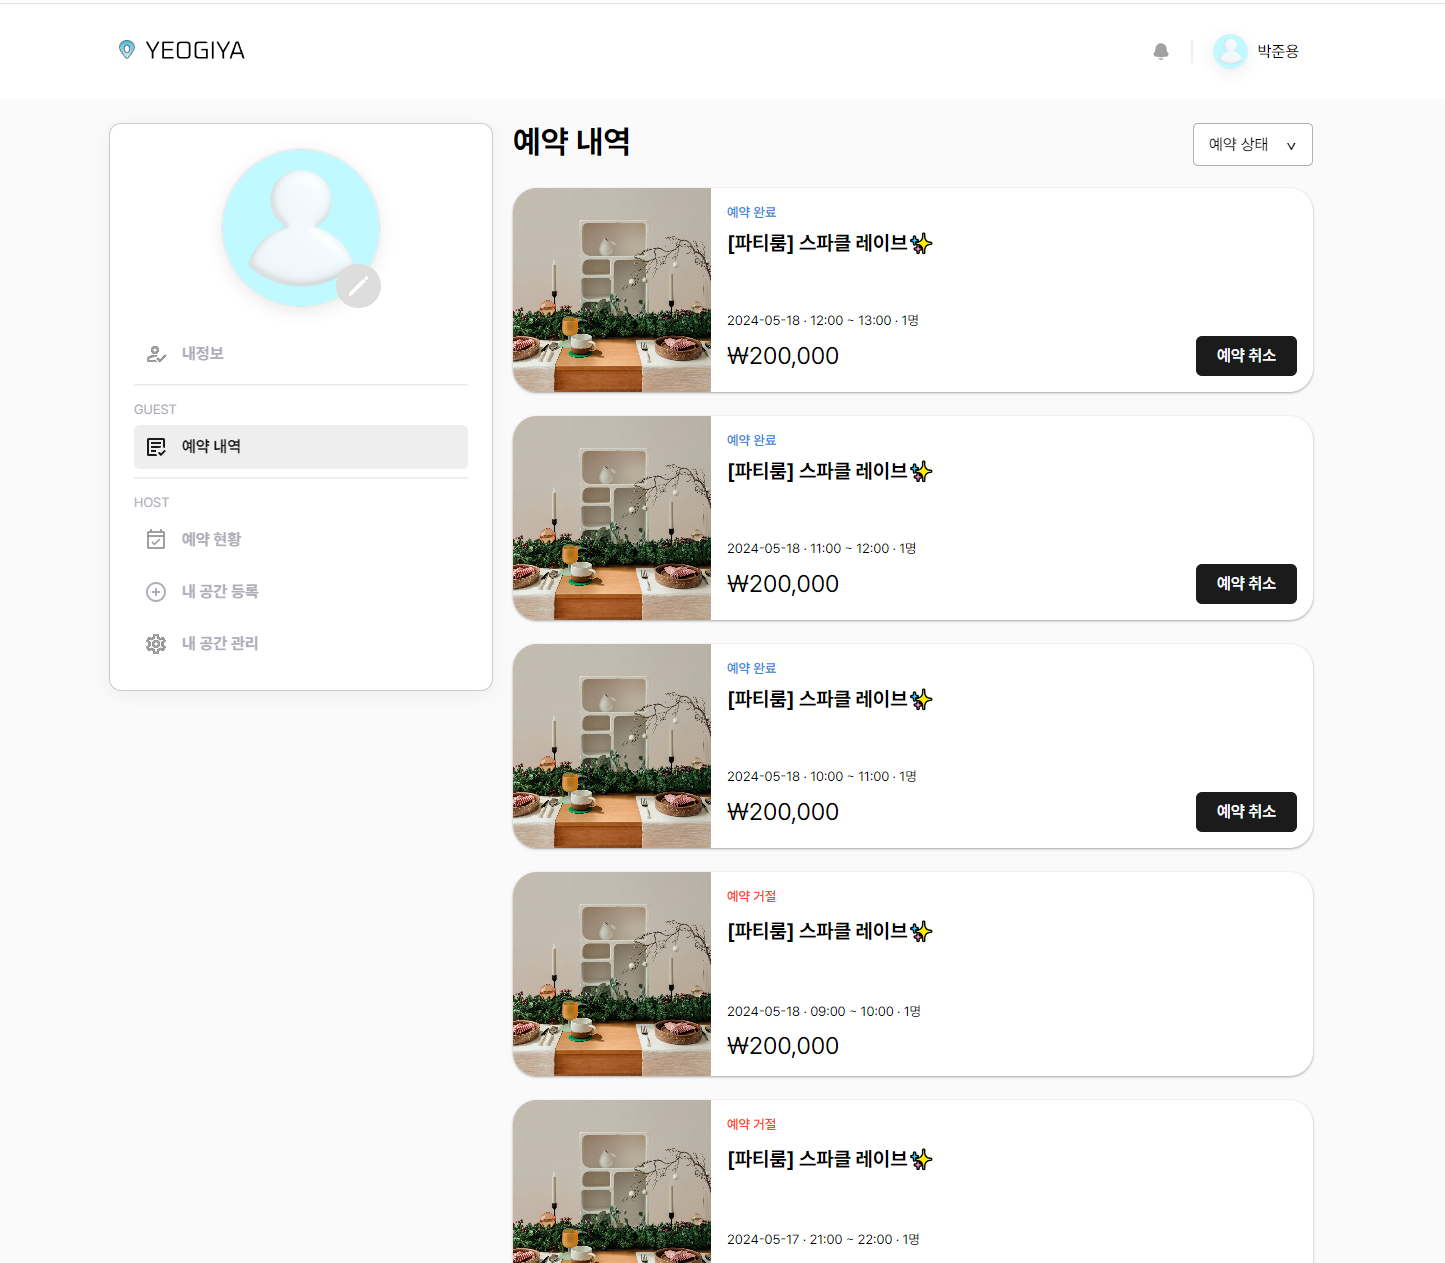 YEOGIYA
박준용
내정보
GUEST
예약 내역
HOST
예약 현황
내 공간 등록
내 공간 관리
예약 내역
예약 상태 v
예약 완료
[파티룸] 스파클 레이브✨
2024-05-18 · 12:00 ~ 13:00 · 1명
₩200,000
예약 취소
예약 완료
[파티룸] 스파클 레이브✨
2024-05-18 · 11:00 ~ 12:00 · 1명
₩200,000
예약 취소
예약 완료
[파티룸] 스파클 레이브✨
2024-05-18 · 10:00 ~ 11:00 · 1명
₩200,000
예약 취소
예약 거절
[파티룸] 스파클 레이브✨
2024-05-18 · 09:00 ~ 10:00 · 1명
₩200,000
예약 거절
[파티룸] 스파클 레이브✨
2024-05-17 · 21:00 ~ 22:00 · 1명